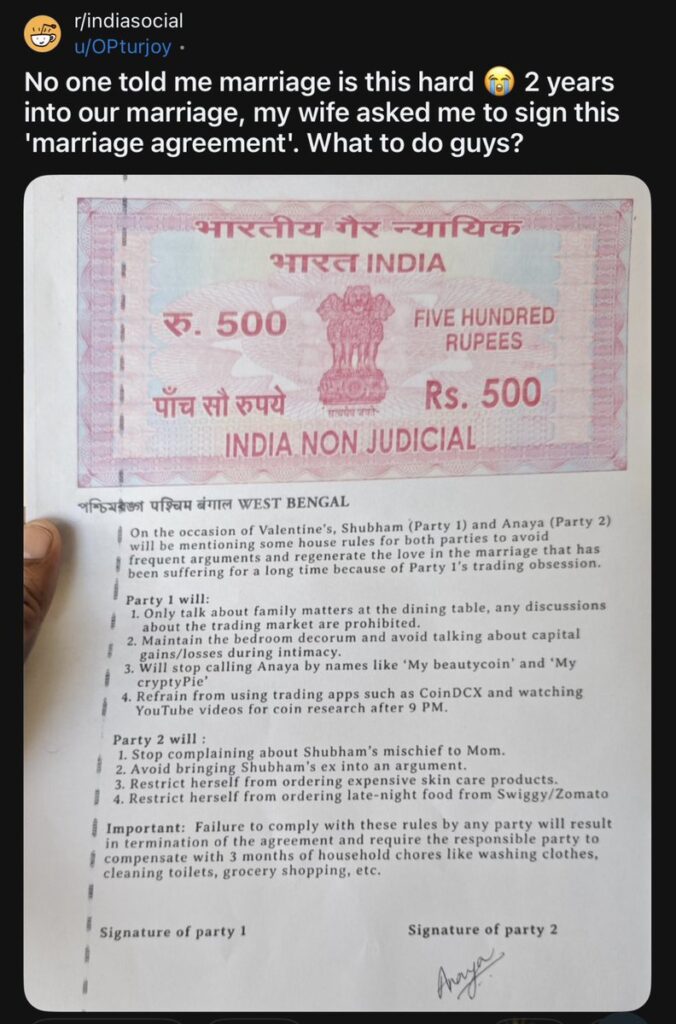 r/indiasocial
u/OPturjoy •
No one told me marriage is this hard 😭 2 years
into our marriage, my wife asked me to sign this
'marriage agreement'. What to do guys?
भारतीय गैर न्यायिक
भारत INDIA
रु. 500
FIVE HUNDRED
RUPEES
पाँच सौ रुपये
Rs. 500
सत्यमेव जयते
INDIA NON JUDICIAL
পশ্চিমবঙ্গ पश्चिम बंगाल WEST BENGAL
On the occasion of Valentine's, Shubham (Party 1) and Anaya (Party 2)
will be mentioning some house rules for both parties to avoid
frequent arguments and regenerate the love in the marriage that has
been suffering for a long time because of Party 1's trading obsession.
Party 1 will:
1. Only talk about family matters at the dining table, any discussions
about the trading market are prohibited.
2. Maintain the bedroom decorum and avoid talking about capital
gains/losses during intimacy.
3. Will stop calling Anaya by names like 'My beautycoin' and 'My
cryptyPie'
4. Refrain from using trading apps such as CoinDCX and watching
YouTube videos for coin research after 9 PM.
Party 2 will :
1. Stop complaining about Shubham's mischief to Mom.
2. Avoid bringing Shubham's ex into an argument.
3. Restrict herself from ordering expensive skin care products.
4. Restrict herself from ordering late-night food from Swiggy/Zomato
Important: Failure to comply with these rules by any party will result
in termination of the agreement and require the responsible party to
compensate with 3 months of household chores like washing clothes,
cleaning toilets, grocery shopping, etc.
Signature of party 1
Signature of party 2
Anaya